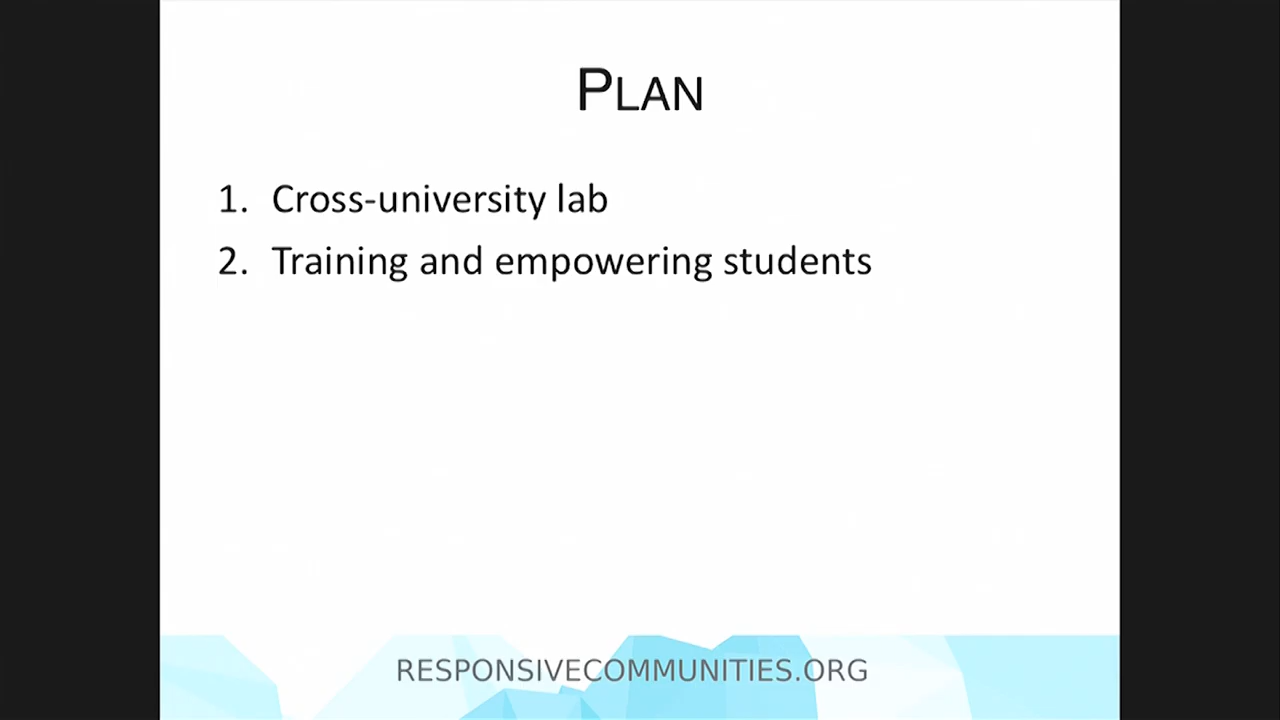 PLAN
1. Cross-university lab
2. Training and empowering students
RESPONSIVECOMMUNITIES.ORG